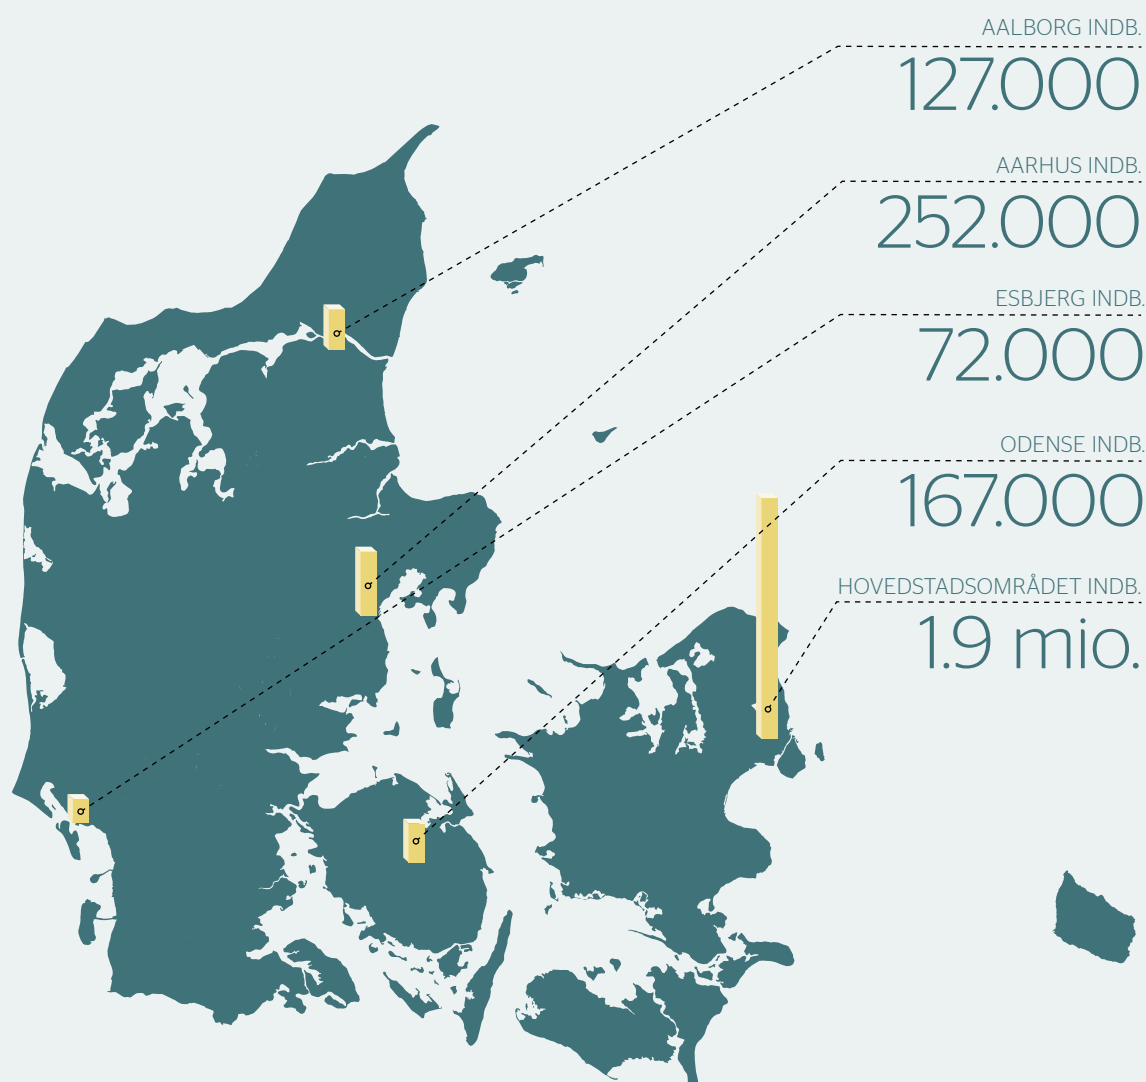 AALBORG INDB.
127.000
AARHUS INDB.
252.000
ESBJERG INDB.
72.000
ODENSE INDB.
167.000
HOVEDSTADSOMRÅDET INDB.
1.9 mio.